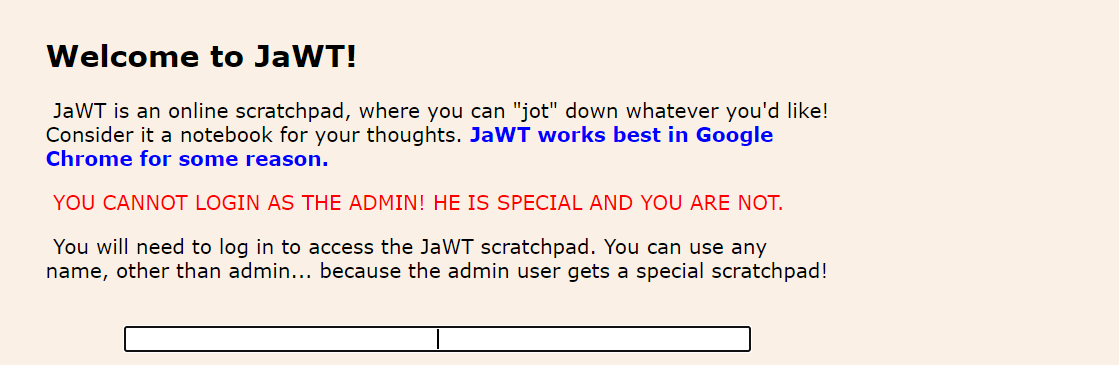 Welcome to JaWT!
JaWT is an online scratchpad, where you can "jot" down whatever you'd like!
Consider it a notebook for your thoughts. JaWT works best in Google
Chrome for some reason.
YOU CANNOT LOGIN AS THE ADMIN! HE IS SPECIAL AND YOU ARE NOT.
You will need to log in to access the JaWT scratchpad. You can use any
name, other than admin... because the admin user gets a special scratchpad!